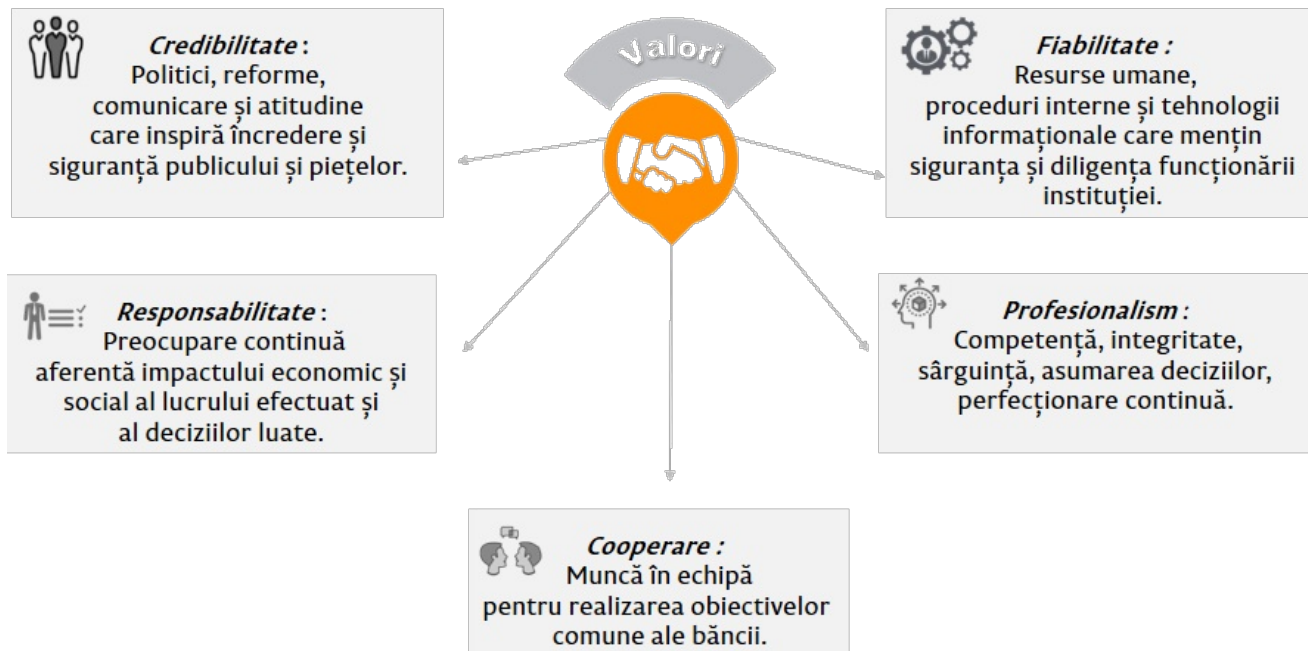 Valori
Credibilitate :
Politici, reforme,
comunicare și atitudine
care inspiră încredere și
siguranță publicului și piețelor.
Fiabilitate :
Resurse umane,
proceduri interne și tehnologii
informaționale care mențin
siguranța și diligența funcționării
instituției.
Responsabilitate :
Preocupare continuă
aferentă impactului economic și
social al lucrului efectuat și
al deciziilor luate.
Profesionalism :
Competență, integritate,
sârguință, asumarea deciziilor,
perfecționare continuă.
Cooperare :
Muncă în echipă
pentru realizarea obiectivelor
comune ale băncii.